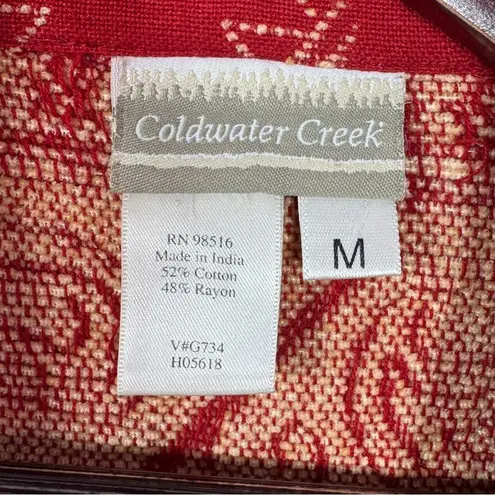 Coldwater Creek
RN 98516
Made in India
52% Cotton
48% Rayon
V#G734
H05618
M